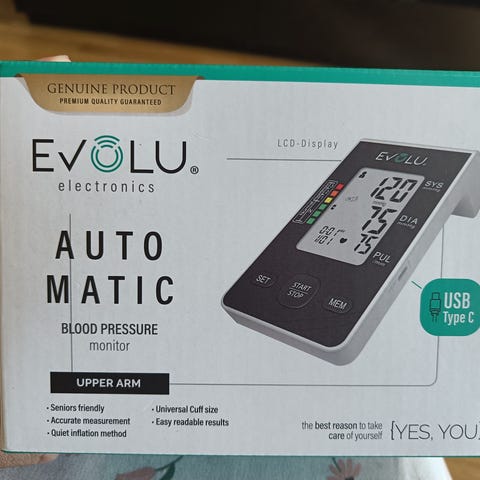 GENUINE PRODUCT
PREMIUM QUALITY GUARANTEED
EVOLU®
electronics
AUTO
MATIC
BLOOD PRESSURE
monitor
UPPER ARM
• Seniors friendly
• Accurate measurement
• Quiet inflation method
• Universal Cuff size
• Easy readable results
LCD-Display
EVOLU.
120
SYS
75
DIA
75
PUL
SET
START
STOP
MEM
USB
Type C
the best reason to take
care of yourself
{YES, YOU}